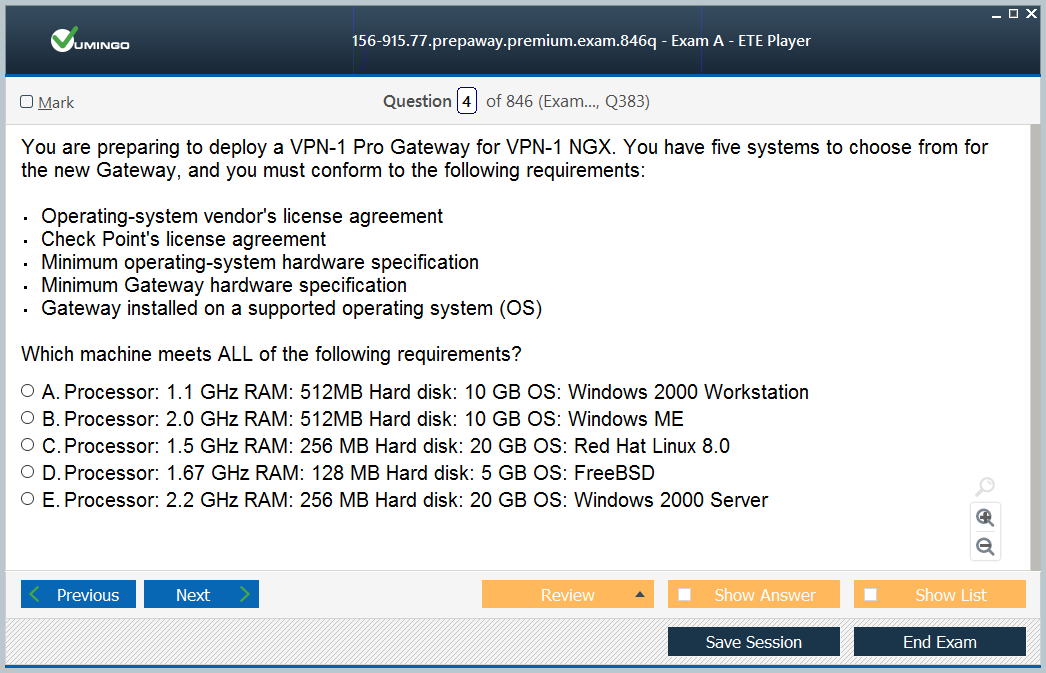 VUMINGO
156-915.77.prepaway.premium.exam.846q - Exam A - ETE Player
Mark
Question 4 of 846 (Exam..., Q383)
You are preparing to deploy a VPN-1 Pro Gateway for VPN-1 NGX. You have five systems to choose from for
the new Gateway, and you must conform to the following requirements:
· Operating-system vendor's license agreement
· Check Point's license agreement
· Minimum operating-system hardware specification
· Minimum Gateway hardware specification
· Gateway installed on a supported operating system (OS)
Which machine meets ALL of the following requirements?
A. Processor: 1.1 GHz RAM: 512MB Hard disk: 10 GB OS: Windows 2000 Workstation
B. Processor: 2.0 GHz RAM: 512MB Hard disk: 10 GB OS: Windows ME
C. Processor: 1.5 GHz RAM: 256 MB Hard disk: 20 GB OS: Red Hat Linux 8.0
D. Processor: 1.67 GHz RAM: 128 MB Hard disk: 5 GB OS: FreeBSD
E. Processor: 2.2 GHz RAM: 256 MB Hard disk: 20 GB OS: Windows 2000 Server
Previous Next Review Show Answer Show List
Save Session End Exam